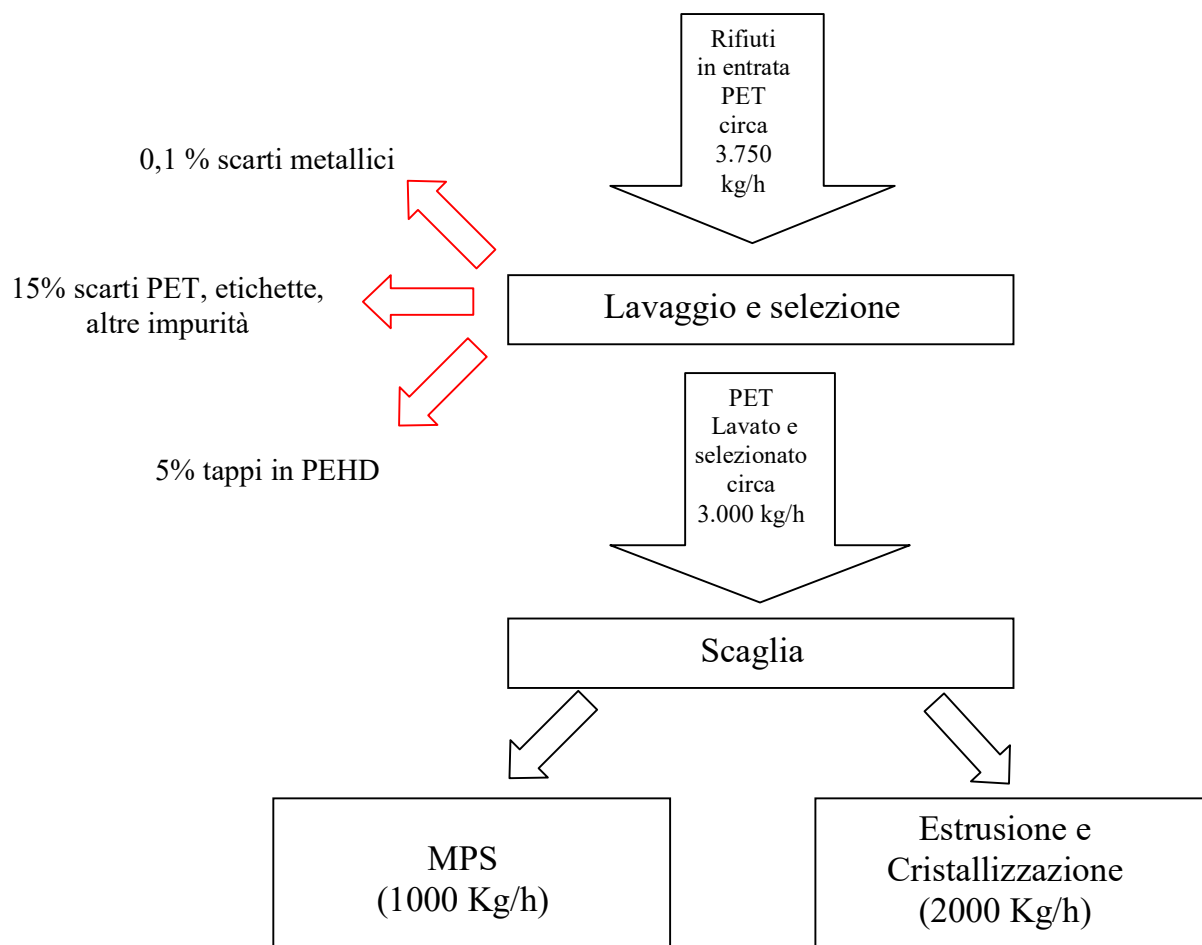 Rifiuti
in entrata
PET
circa
3.750
kg/h
0,1 % scarti metallici
15% scarti PET, etichette,
altre impurità
Lavaggio e selezione
5% tappi in PEHD
PET
Lavato e
selezionato
circa
3.000 kg/h
Scaglia
MPS
(1000 Kg/h)
Estrusione e
Cristallizzazione
(2000 Kg/h)